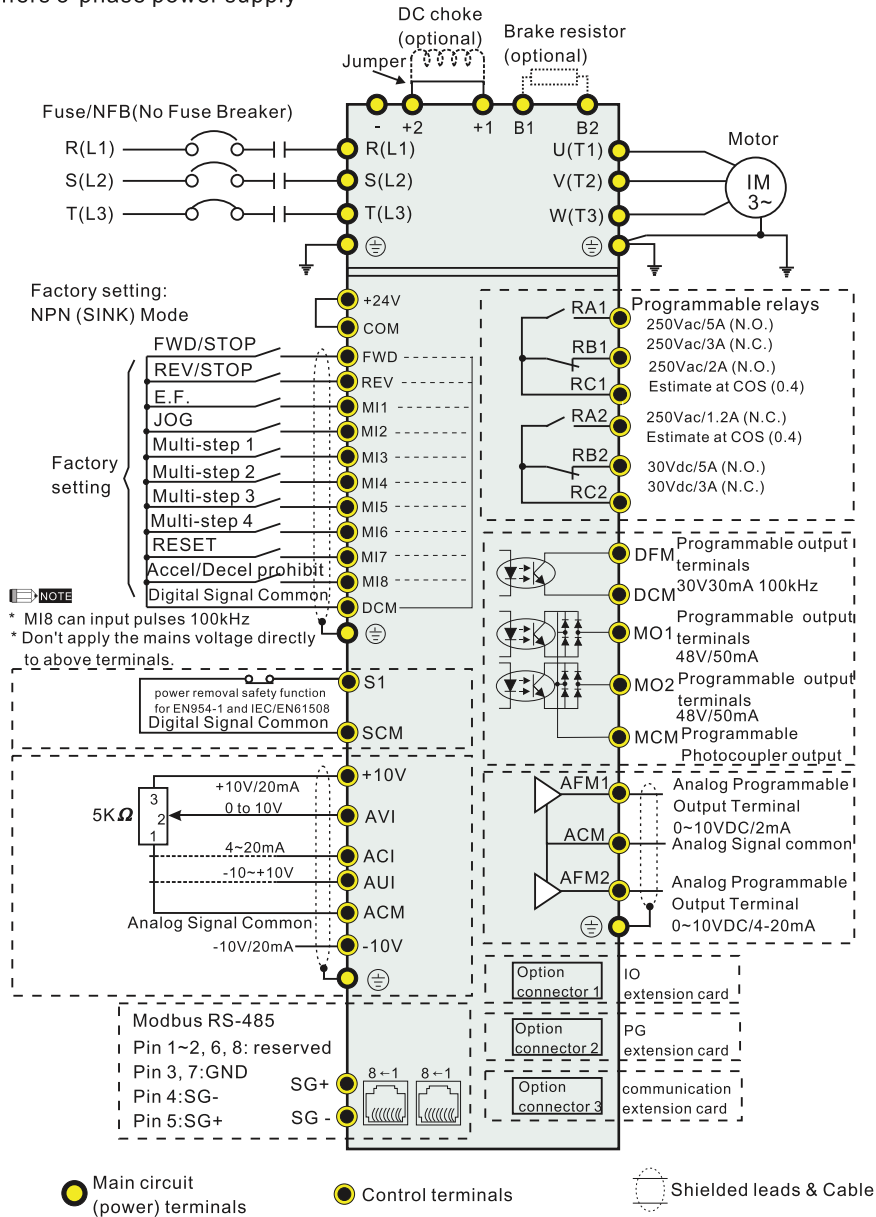 3-phase power supply
DC choke
(optional)
Brake resistor
(optional)
Jumper
Fuse/NFB(No Fuse Breaker)
- +2 +1 B1 B2
Motor
R(L1) R(L1) U(T1)
S(L2) S(L2) V(T2)
T(L3) T(L3) W(T3)
IM
3~
Factory setting:
NPN (SINK) Mode
+24V
COM
FWD/STOP FWD
REV/STOP REV
E.F. MI1
JOG MI2
Multi-step 1 MI3
Multi-step 2 MI4
Multi-step 3 MI5
Multi-step 4 MI6
RESET MI7
Accel/Decel prohibit MI8
Digital Signal Common DCM
Factory
setting
NOTE
* MI8 can input pulses 100kHz
* Don't apply the mains voltage directly
to above terminals.
RA1
RB1
RC1
RA2
RB2
RC2
Programmable relays
250Vac/5A (N.O.)
250Vac/3A (N.C.)
250Vac/2A (N.O.)
Estimate at COS (0.4)
250Vac/1.2A (N.C.)
Estimate at COS (0.4)
30Vdc/5A (N.O.)
30Vdc/3A (N.C.)
DFM Programmable output
terminals
DCM 30V30mA 100kHz
MO1 Programmable output
terminals
48V/50mA
MO2 Programmable output
terminals
48V/50mA
MCM Programmable
Photocoupler output
S1
power removal safety function
for EN954-1 and IEC/EN61508
Digital Signal Common
SCM
+10V
+10V/20mA
5KΩ
3
2
1
0 to 10V
AVI
4~20mA
ACI
-10~+10V
AUI
ACM
Analog Signal Common
-10V/20mA
-10V
AFM1 Analog Programmable
Output Terminal
0~10VDC/2mA
ACM Analog Signal common
AFM2 Analog Programmable
Output Terminal
0~10VDC/4-20mA
Option
connector 1
IO
extension card
Option
connector 2
PG
extension card
Option
connector 3
communication
extension card
Modbus RS-485
Pin 1~2, 6, 8: reserved
Pin 3, 7:GND
Pin 4:SG-
Pin 5:SG+
SG+
SG -
8←1 8←1
Main circuit
(power) terminals
Control terminals
Shielded leads & Cable